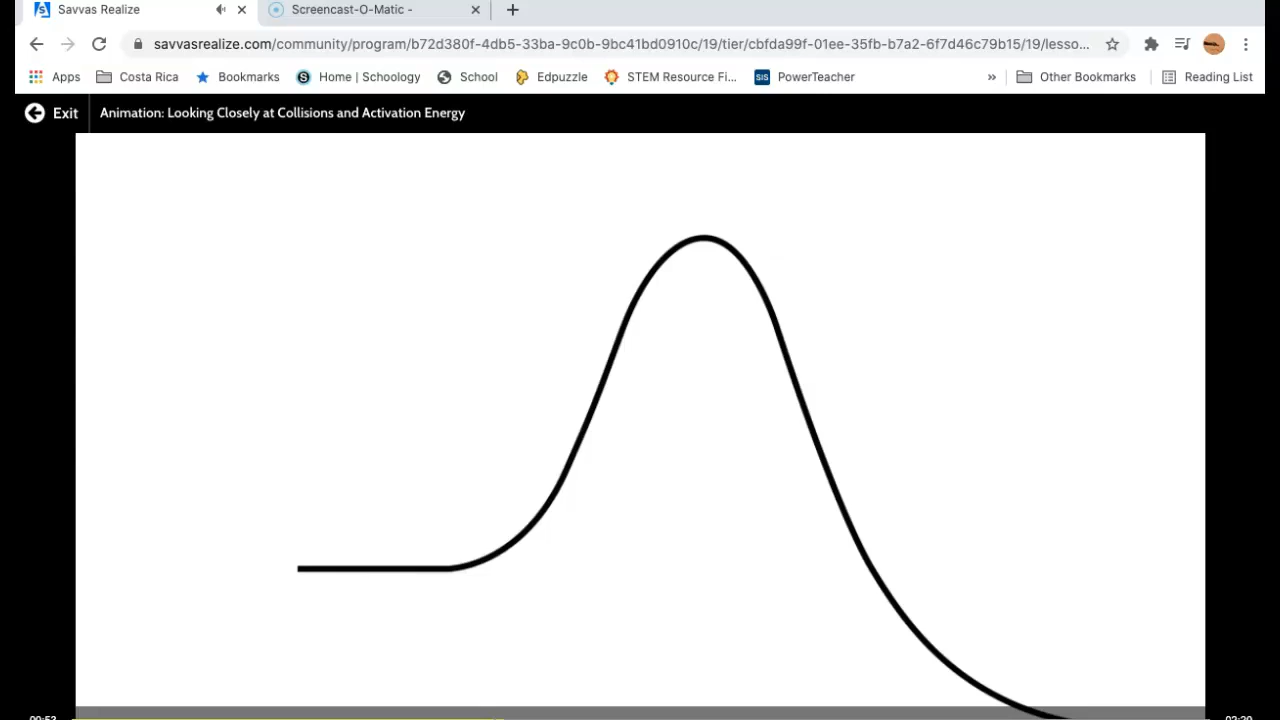 Savvas Realize
Screencast-O-Matic -
savvasrealize.com/community/program/b72d380f-4db5-33ba-9c0b-9bc41bd0910c/19/tier/cbfda99f-01ee-35fb-b7a2-6f7d46c79b15/19/lesso...
Apps Costa Rica Bookmarks Home | Schoology School Edpuzzle STEM Resource Fi... SIS PowerTeacher » Other Bookmarks Reading List
Exit Animation: Looking Closely at Collisions and Activation Energy